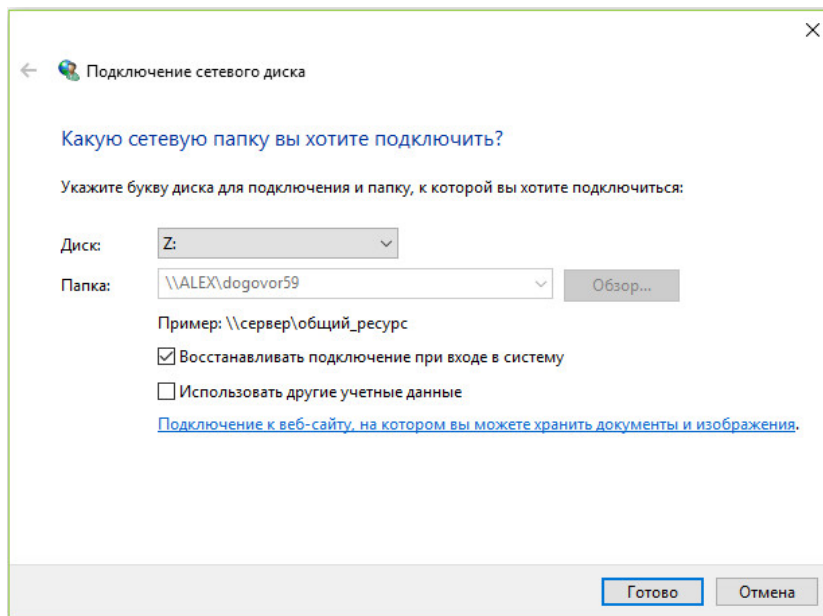 Подключение сетевого диска
Какую сетевую папку вы хотите подключить?
Укажите букву диска для подключения и папку, к которой вы хотите подключиться:
Диск: Z:
Папка: \\ALEX\dogovor59 Обзор...
Пример: \\сервер\общий_ресурс
Восстанавливать подключение при входе в систему
Использовать другие учетные данные
Подключение к веб-сайту, на котором вы можете хранить документы и изображения.
Готово Отмена